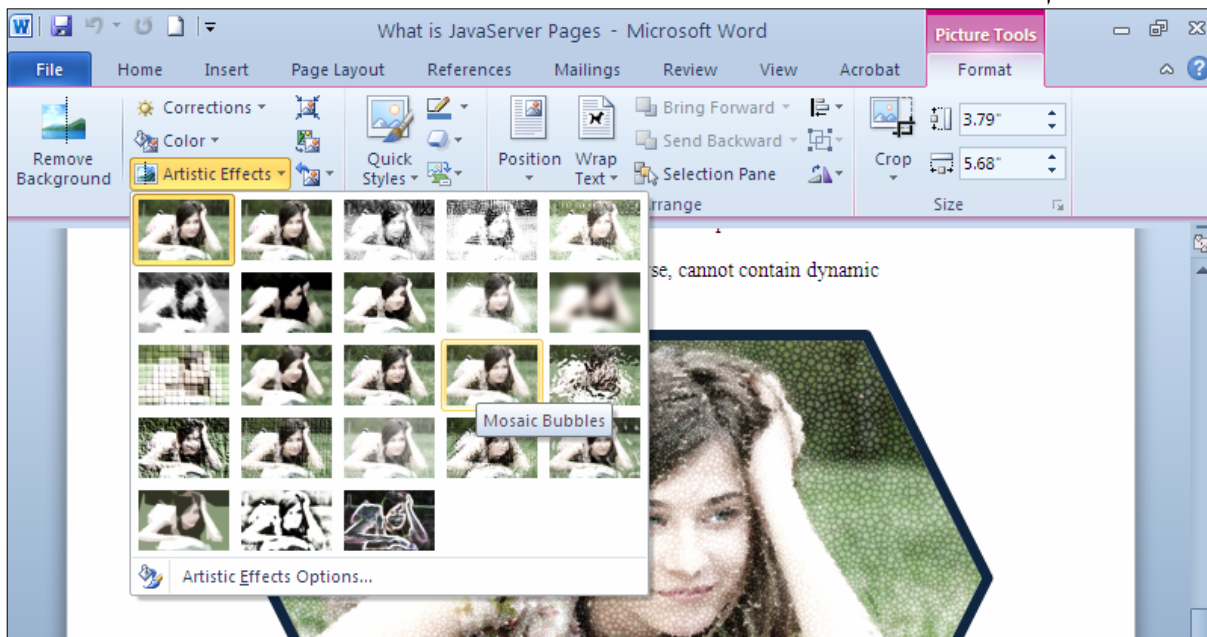 What is JavaServer Pages - Microsoft Word
Picture Tools
File Home Insert Page Layout References Mailings Review View Acrobat Format
Remove Background
Corrections
Color
Artistic Effects
Quick Styles
Position
Wrap Text
Bring Forward
Send Backward
Selection Pane
Crop
3.79"
5.68"
Size
se, cannot contain dynamic
Mosaic Bubbles
Artistic Effects Options...